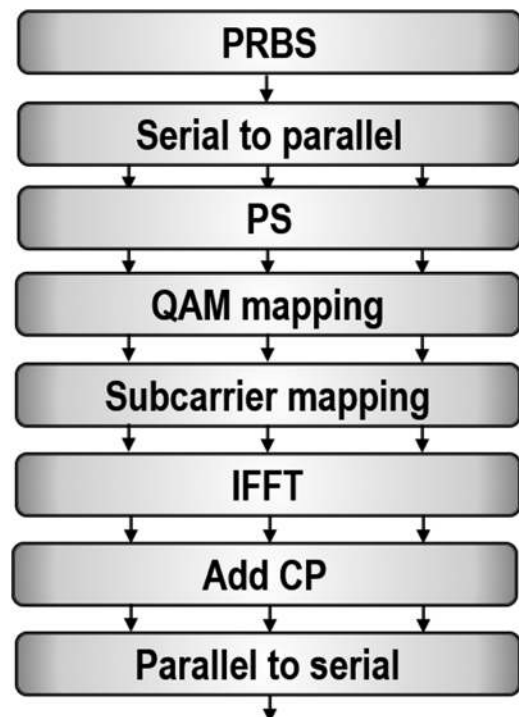 PRBS
Serial to parallel
PS
QAM mapping
Subcarrier mapping
IFFT
Add CP
Parallel to serial